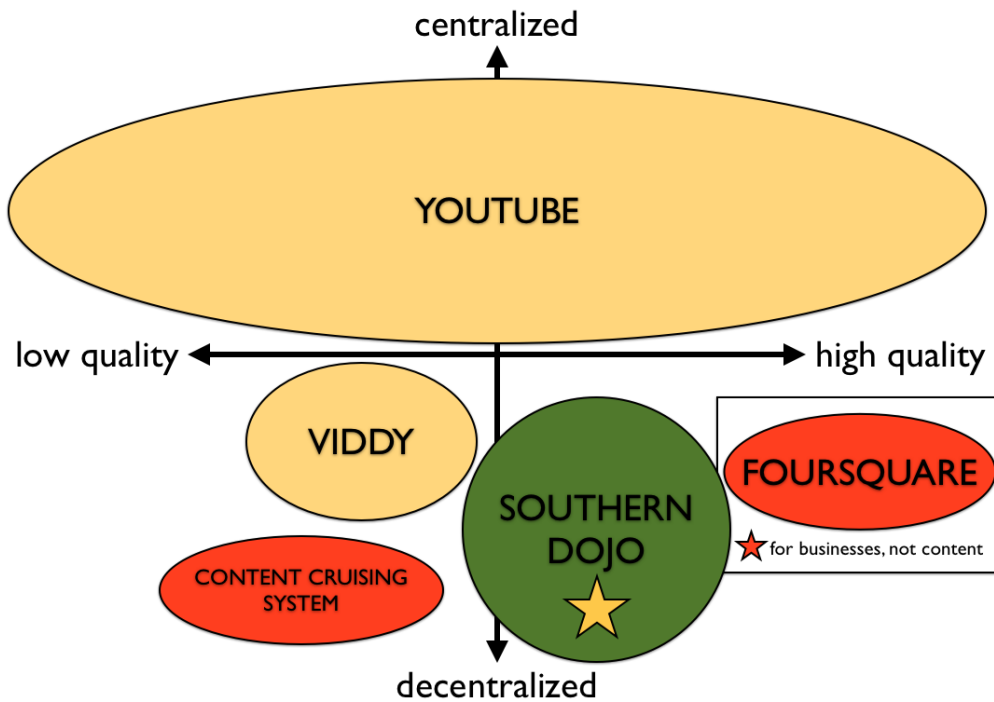 centralized
YOUTUBE
low quality
high quality
VIDDY
FOURSQUARE
SOUTHERN
DOJO
for businesses, not content
CONTENT CRUISING
SYSTEM
decentralized